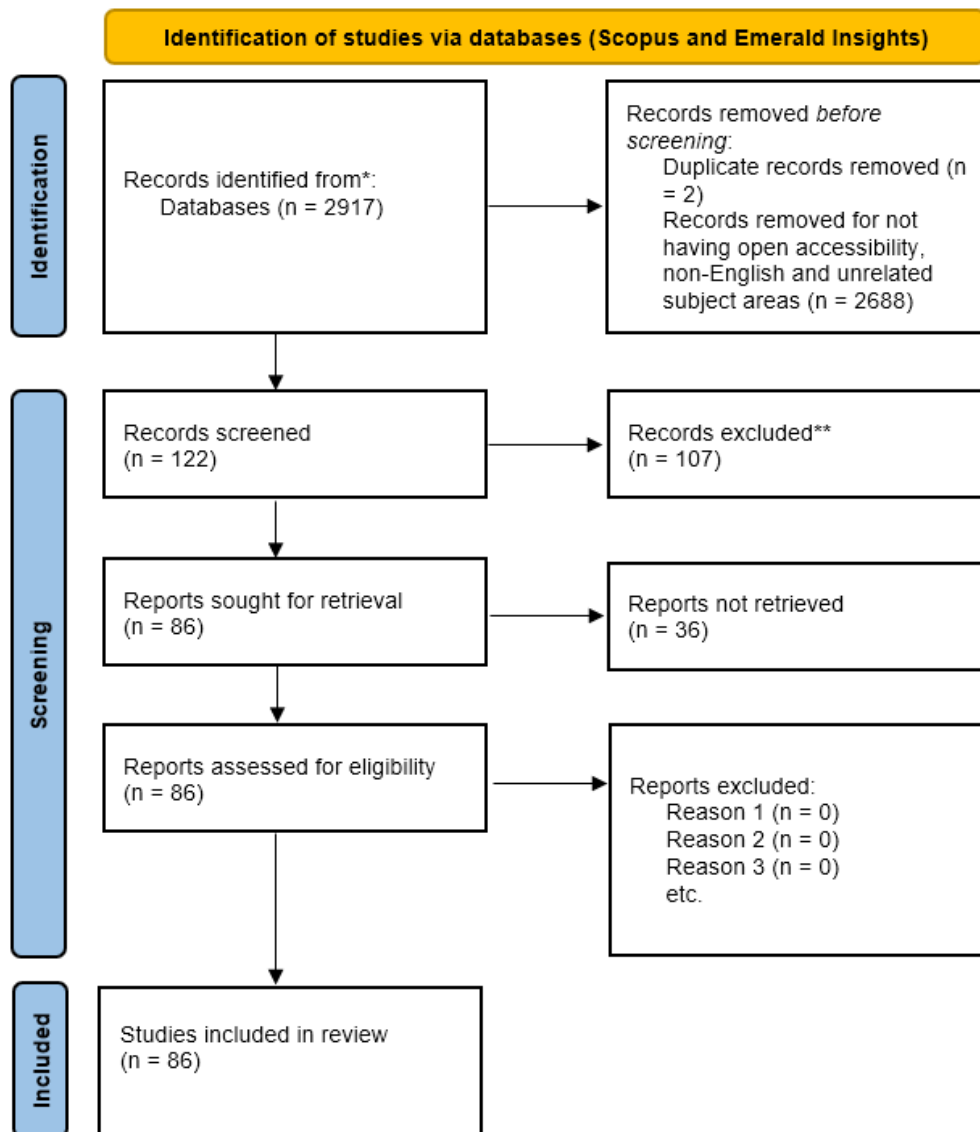 Identification of studies via databases (Scopus and Emerald Insights)
Identification
Records identified from*:
Databases (n = 2917)
Records removed before
screening:
Duplicate records removed (n
= 2)
Records removed for not
having open accessibility,
non-English and unrelated
subject areas (n = 2688)
Screening
Records screened
(n = 122)
Records excluded**
(n = 107)
Reports sought for retrieval
(n = 86)
Reports not retrieved
(n = 36)
Reports assessed for eligibility
(n = 86)
Reports excluded:
Reason 1 (n = 0)
Reason 2 (n = 0)
Reason 3 (n = 0)
etc.
Included
Studies included in review
(n = 86)